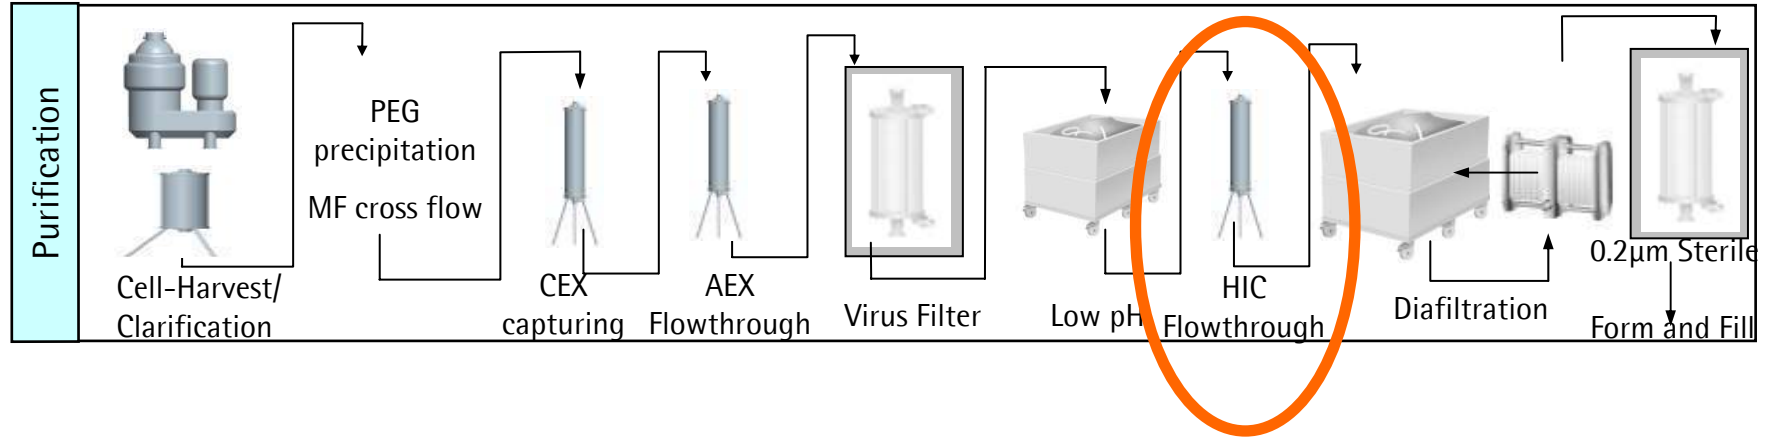 Purification
Cell-Harvest/
Clarification
PEG
precipitation
MF cross flow
CEX
capturing
AEX
Flowthrough
Virus Filter
Low pH
HIC
Flowthrough
Diafiltration
0.2µm Sterile
Form and Fill